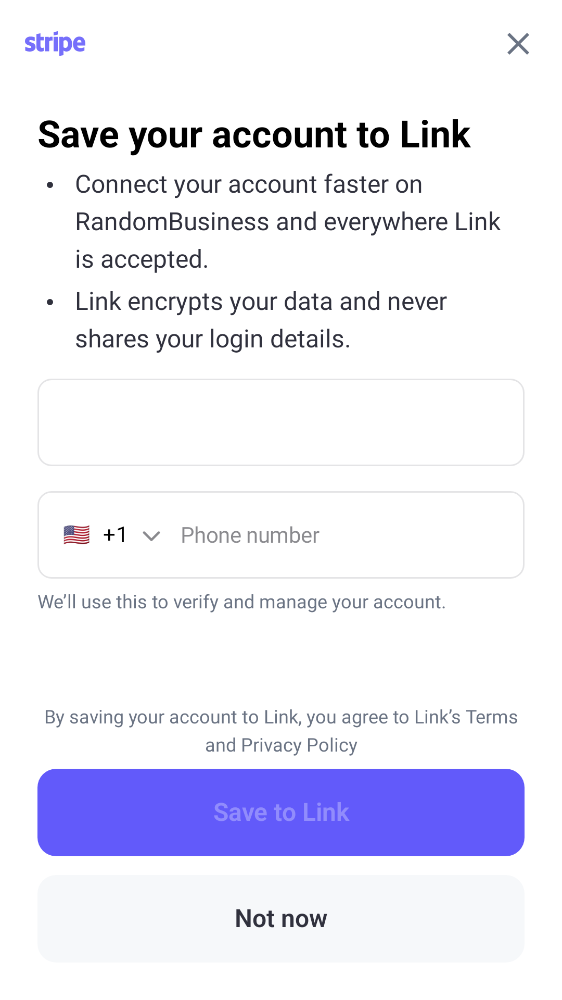 stripe
Save your account to Link
• Connect your account faster on
RandomBusiness and everywhere Link
is accepted.
• Link encrypts your data and never
shares your login details.
+1 Phone number
We’ll use this to verify and manage your account.
By saving your account to Link, you agree to Link’s Terms
and Privacy Policy
Save to Link
Not now